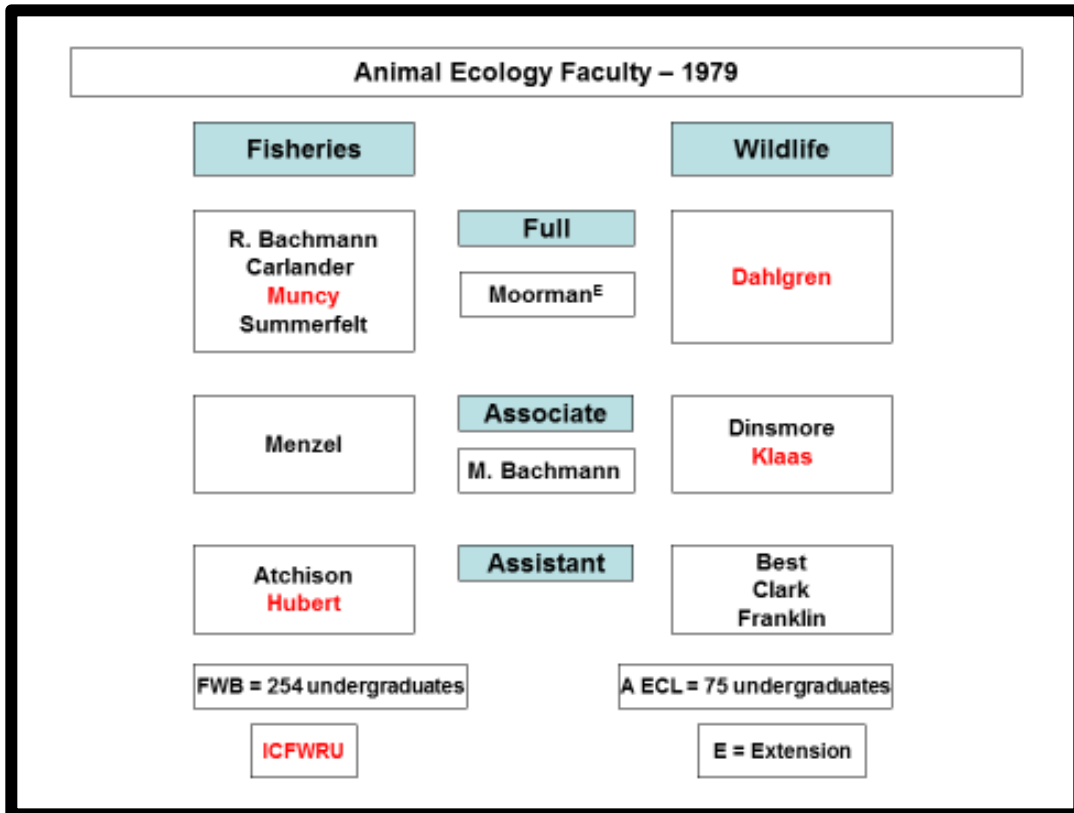 Animal Ecology Faculty – 1979
Fisheries
Wildlife
R. Bachmann
Carlander
Muncy
Summerfelt
Full
Moormanᴱ
Dahlgren
Menzel
Associate
M. Bachmann
Dinsmore
Klaas
Atchison
Hubert
Assistant
Best
Clark
Franklin
FWB = 254 undergraduates
A ECL = 75 undergraduates
ICFWRU
E = Extension